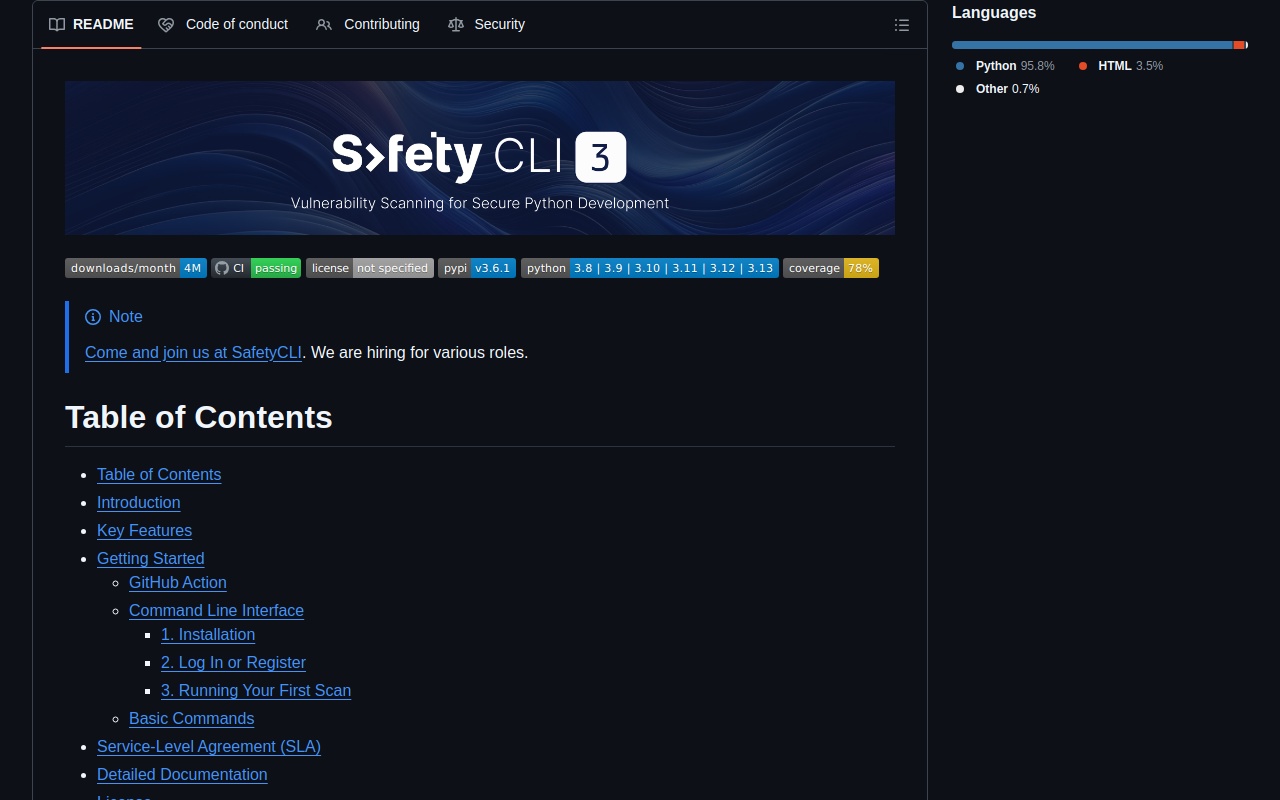 README Code of conduct Contributing Security
Languages
Python 95.8% HTML 3.5%
Other 0.7%
Safety CLI 3
Vulnerability Scanning for Secure Python Development
downloads/month 4M CI passing license not specified pypi v3.6.1 python 3.8 | 3.9 | 3.10 | 3.11 | 3.12 | 3.13 coverage 78%
Note
Come and join us at SafetyCLI. We are hiring for various roles.
Table of Contents
Table of Contents
Introduction
Key Features
Getting Started
GitHub Action
Command Line Interface
1. Installation
2. Log In or Register
3. Running Your First Scan
Basic Commands
Service-Level Agreement (SLA)
Detailed Documentation